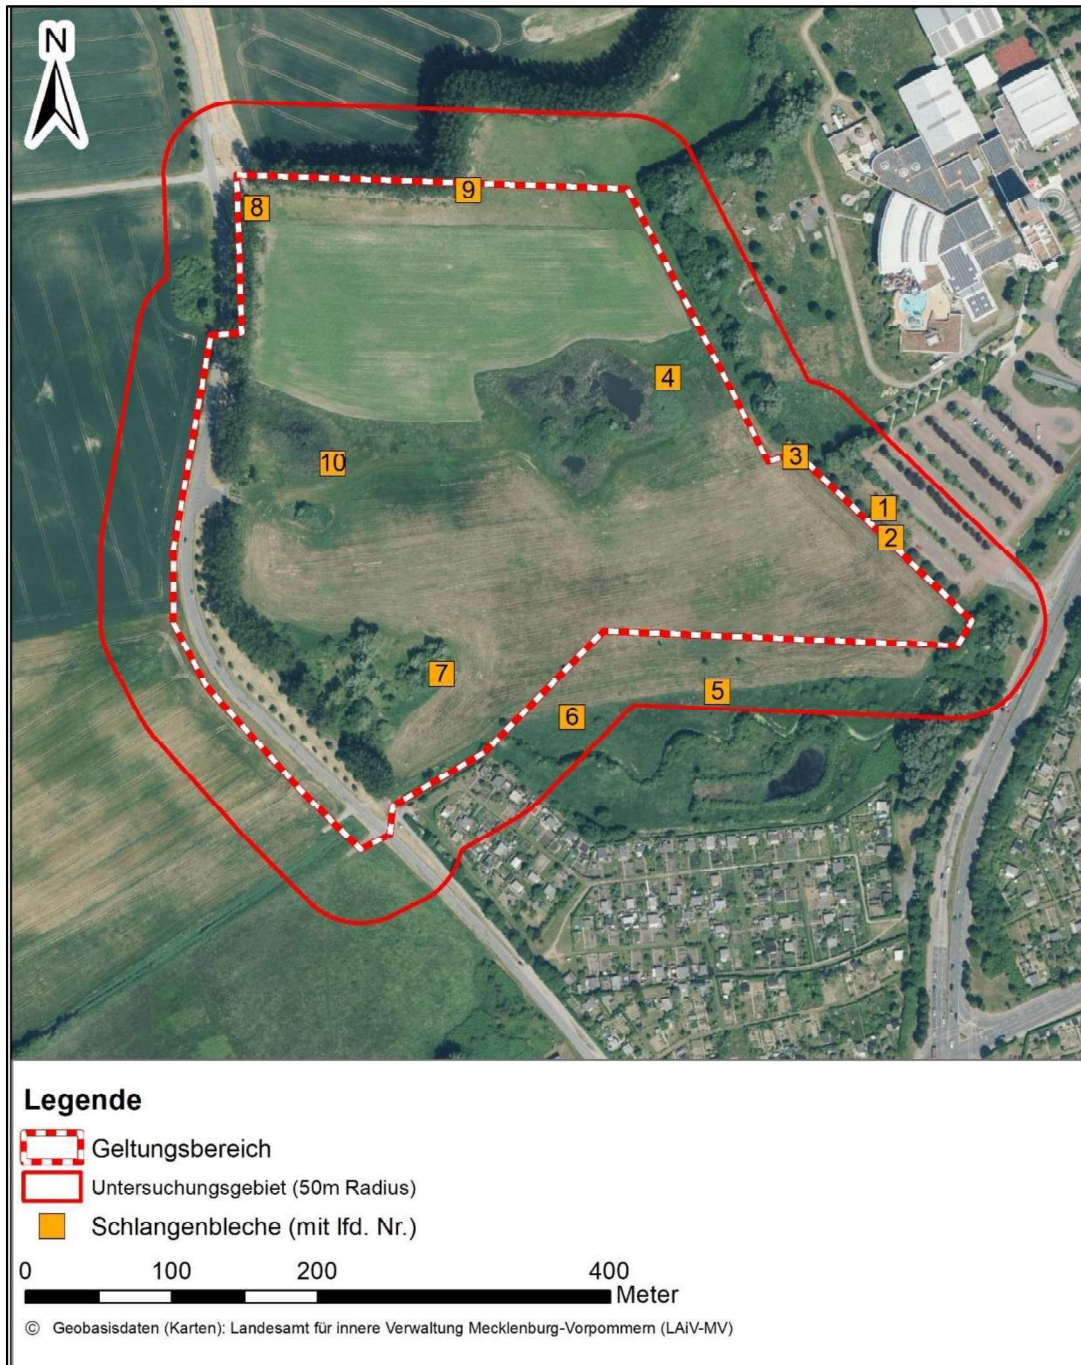 N
8
9
4
10
3
1
2
7
5
6
Legende
Geltungsbereich
Untersuchungsgebiet (50m Radius)
Schlangenbleche (mit lfd. Nr.)
0 100 200 400
Meter
© Geobasisdaten (Karten): Landesamt für innere Verwaltung Mecklenburg-Vorpommern (LAiV-MV)